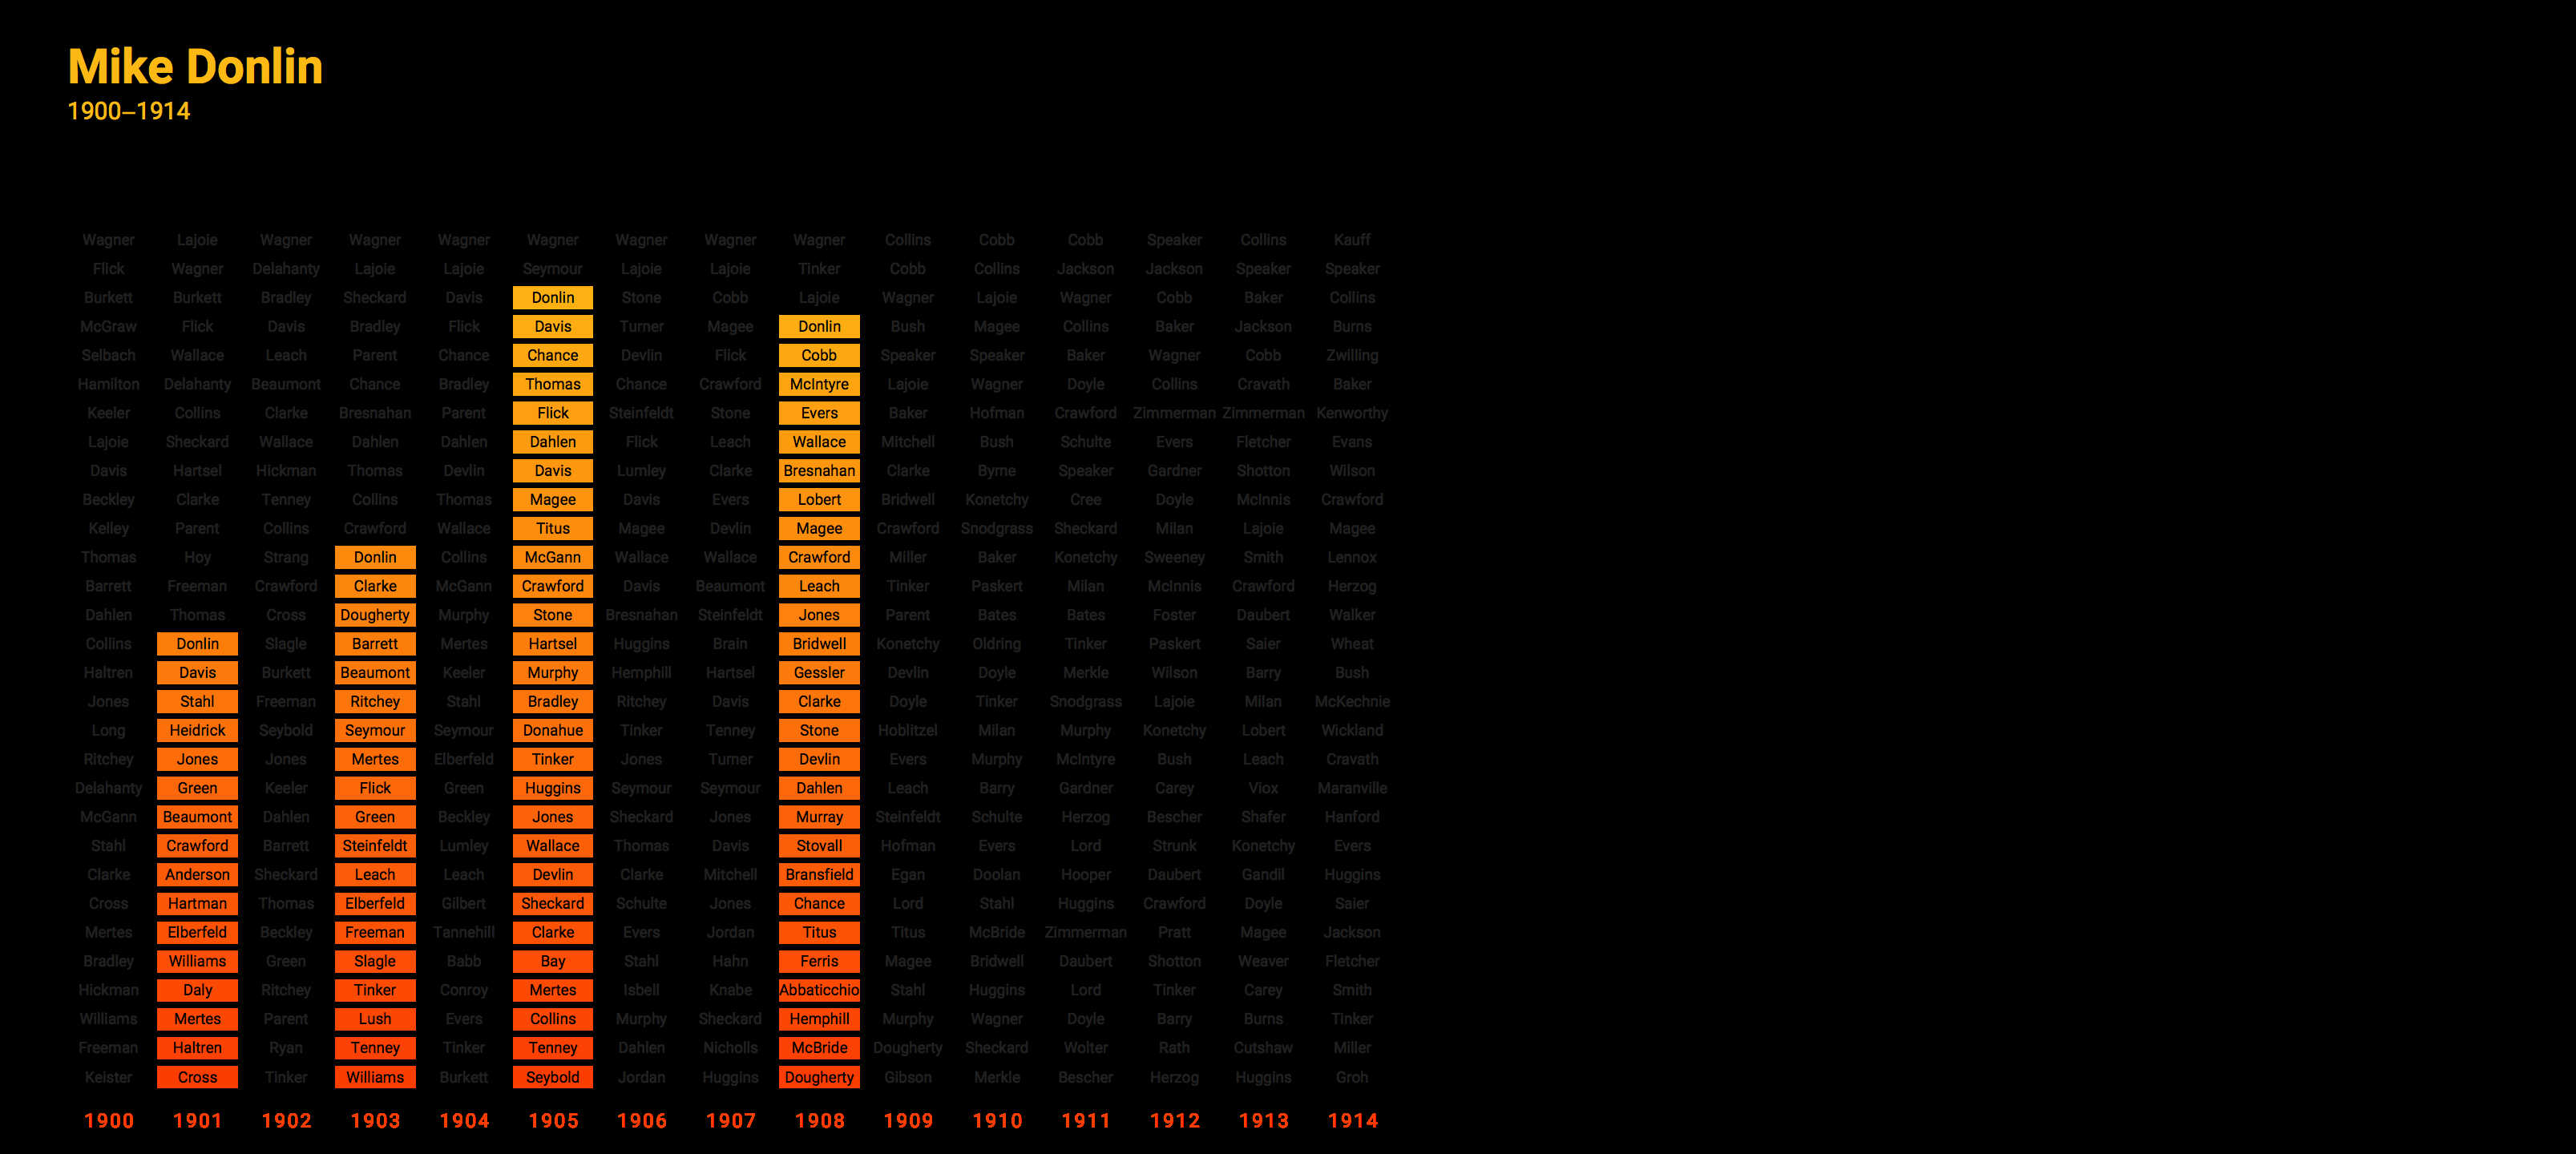 Mike Donlin
1900–1914
Wagner Lajoie Wagner Wagner Wagner Wagner Wagner Wagner Wagner Collins Cobb Cobb Speaker Collins Kauff
Flick Wagner Delahanty Lajoie Lajoie Seymour Lajoie Lajoie Tinker Cobb Collins Jackson Jackson Speaker Speaker
Burkett Burkett Bradley Sheckard Davis Donlin Stone Cobb Lajoie Wagner Lajoie Wagner Cobb Baker Collins
McGraw Flick Davis Bradley Flick Davis Turner Magee Donlin Bush Magee Collins Baker Jackson Burns
Selbach Wallace Leach Parent Chance Chance Devlin Flick Cobb Speaker Speaker Baker Wagner Cobb Zwilling
Hamilton Delahanty Beaumont Chance Bradley Thomas Chance Crawford McIntyre Lajoie Wagner Doyle Collins Cravath Baker
Keeler Collins Clarke Bresnahan Parent Flick Steinfeldt Stone Evers Baker Hofman Crawford Zimmerman Zimmerman Kenworthy
Lajoie Sheckard Wallace Dahlen Dahlen Dahlen Flick Leach Wallace Mitchell Bush Schulte Evers Fletcher Evans
Davis Hartsel Hickman Thomas Devlin Davis Lumley Clarke Bresnahan Clarke Byrne Speaker Gardner Shotton Wilson
Beckley Clarke Tenney Collins Thomas Magee Davis Evers Lobert Bridwell Konetchy Cree Doyle McInnis Crawford
Kelley Parent Collins Crawford Wallace Titus Magee Devlin Magee Crawford Snodgrass Sheckard Milan Lajoie Magee
Thomas Hoy Strang Donlin Collins McGann Wallace Wallace Crawford Miller Baker Konetchy Sweeney Smith Lennox
Barrett Freeman Crawford Clarke McGann Crawford Davis Beaumont Leach Tinker Paskert Milan McInnis Crawford Herzog
Dahlen Thomas Cross Dougherty Murphy Stone Bresnahan Steinfeldt Jones Parent Bates Bates Foster Daubert Walker
Collins Donlin Slagle Barrett Mertes Hartsel Huggins Brain Bridwell Konetchy Oldring Tinker Paskert Saier Wheat
Haltren Davis Burkett Beaumont Keeler Murphy Hemphill Hartsel Gessler Devlin Doyle Merkle Wilson Barry Bush
Jones Stahl Freeman Ritchey Stahl Bradley Ritchey Davis Clarke Doyle Tinker Snodgrass Lajoie Milan McKechnie
Long Heidrick Seybold Seymour Seymour Donahue Tinker Tenney Stone Hoblitzel Milan Murphy Konetchy Lobert Wickland
Ritchey Jones Jones Mertes Elberfeld Tinker Jones Turner Devlin Evers Murphy McIntyre Bush Leach Cravath
Delahanty Green Keeler Flick Green Huggins Seymour Seymour Dahlen Leach Barry Gardner Carey Viox Maranville
McGann Beaumont Dahlen Green Beckley Jones Sheckard Jones Murray Steinfeldt Schulte Herzog Bescher Shafer Hanford
Stahl Crawford Barrett Steinfeldt Lumley Wallace Thomas Davis Stovall Hofman Evers Lord Strunk Konetchy Evers
Clarke Anderson Sheckard Leach Leach Devlin Clarke Mitchell Bransfield Egan Doolan Hooper Daubert Gandil Huggins
Cross Hartman Thomas Elberfeld Gilbert Sheckard Schulte Jones Chance Lord Stahl Huggins Crawford Doyle Saier
Mertes Elberfeld Beckley Freeman Tannehill Clarke Evers Jordan Titus Titus McBride Zimmerman Pratt Magee Jackson
Bradley Williams Green Slagle Babb Bay Stahl Hahn Ferris Magee Bridwell Daubert Shotton Weaver Fletcher
Hickman Daly Ritchey Tinker Conroy Mertes Isbell Knabe Abbaticchio Stahl Huggins Lord Tinker Carey Smith
Williams Mertes Parent Lush Evers Collins Murphy Sheckard Hemphill Murphy Wagner Doyle Barry Burns Tinker
Freeman Haltren Ryan Tenney Tinker Tenney Dahlen Nicholls McBride Dougherty Sheckard Wolter Rath Cutshaw Miller
Keister Cross Tinker Williams Burkett Seybold Jordan Huggins Dougherty Gibson Merkle Bescher Herzog Huggins Groh
1900 1901 1902 1903 1904 1905 1906 1907 1908 1909 1910 1911 1912 1913 1914